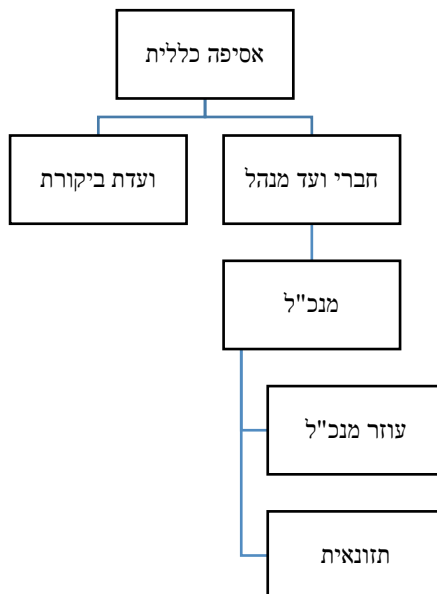 אסיפה כללית
חברי ועד מנהל
ועדת ביקורת
מנכ"ל
עוזר מנכ"ל
תזונאית